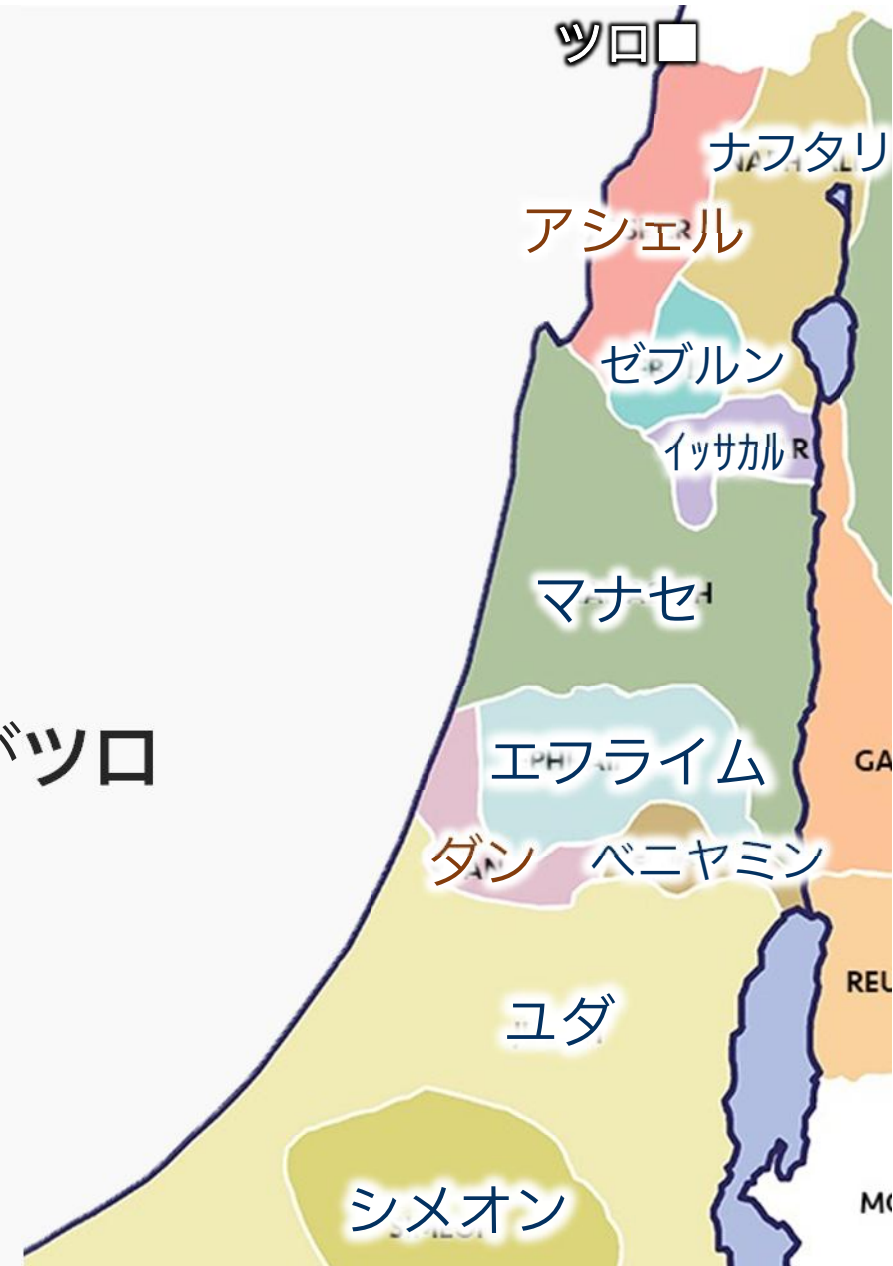 ツロ■
ナフタリ
アシェル
ゼブルン
イッサカル R
マナセ H
ツロ
エフライム
GA
ダン
ベニヤミン
REU
ユダ
シメオン
MO